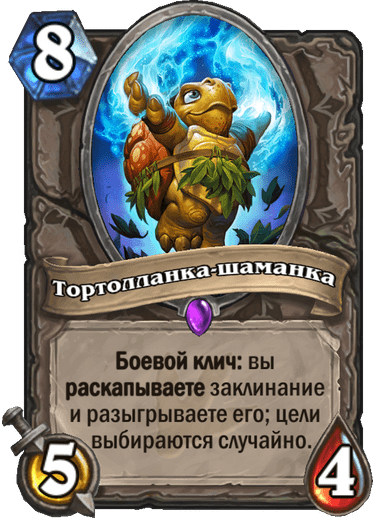 8
Тортолланка-шаманка
Боевой клич: вы
раскапываете заклинание
и разыгрываете его; цели
выбираются случайно.
5
4